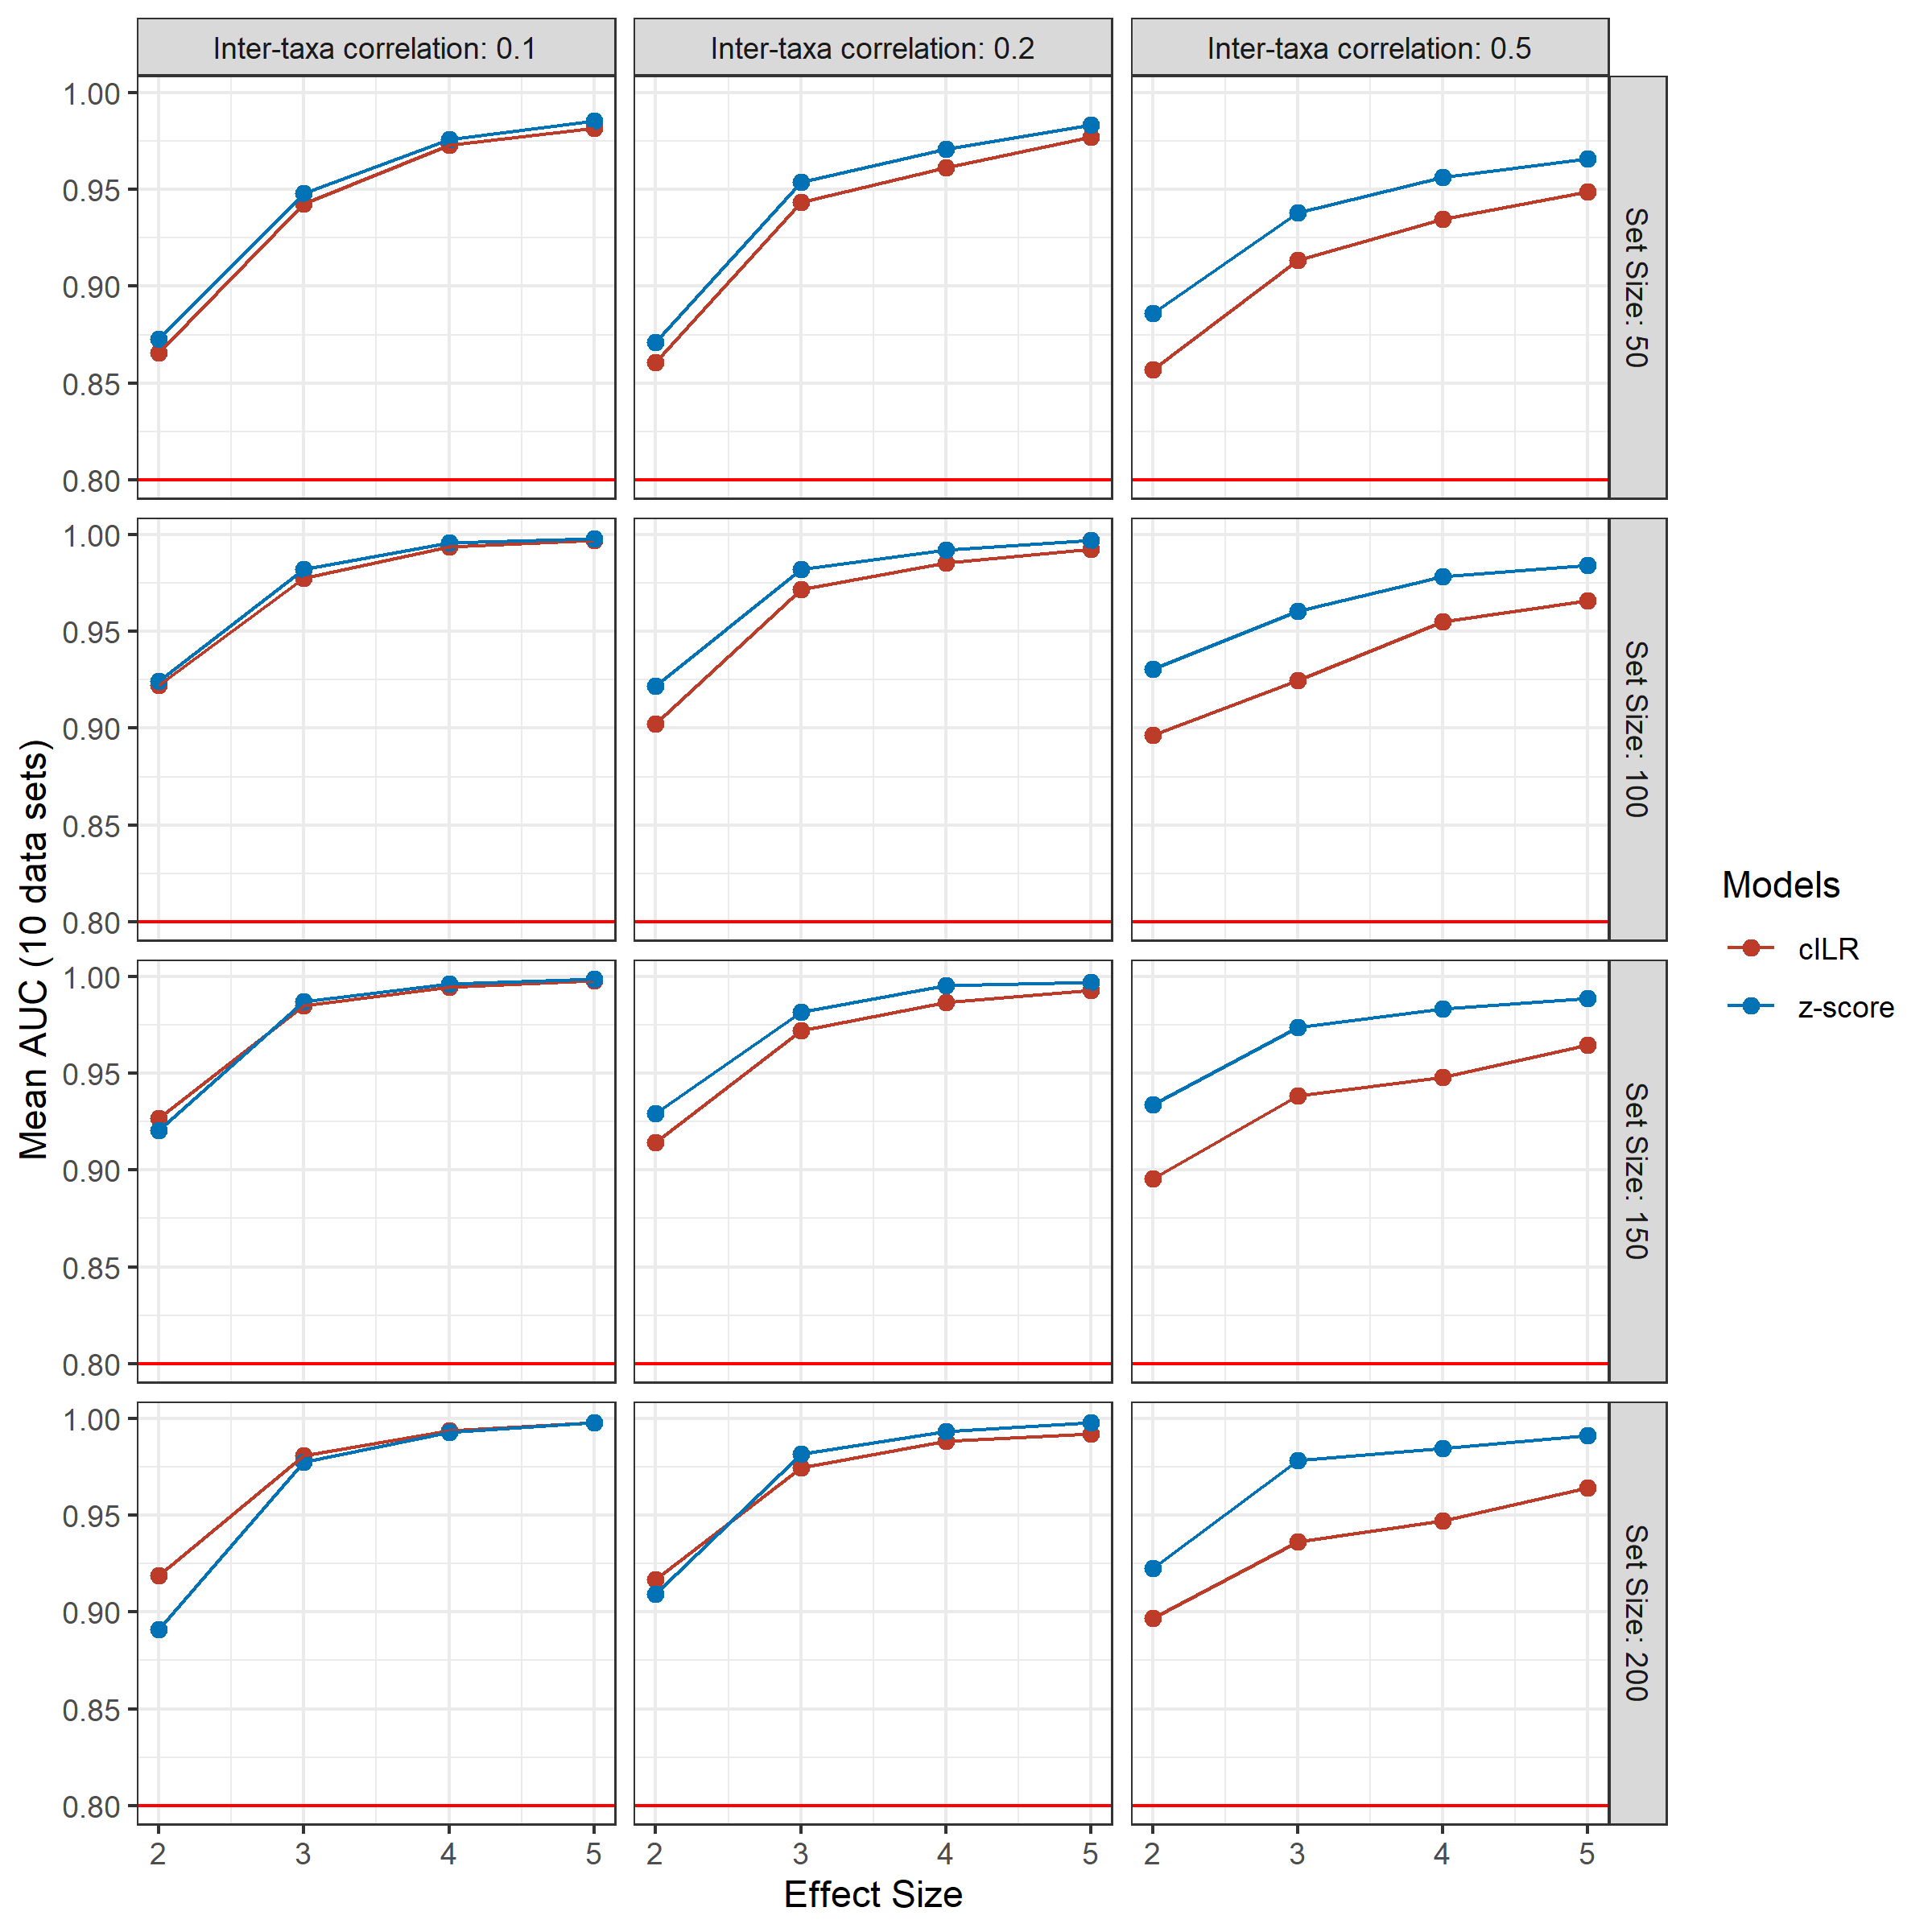 Inter-taxa correlation: 0.1
Inter-taxa correlation: 0.2
Inter-taxa correlation: 0.5
1.00
0.95
0.90
0.85
0.80
Set Size: 50
1.00
0.95
0.90
0.85
0.80
Set Size: 100
1.00
0.95
0.90
0.85
0.80
Set Size: 150
1.00
0.95
0.90
0.85
0.80
Set Size: 200
Mean AUC (10 data sets)
2 3 4 5
2 3 4 5
2 3 4 5
Effect Size
Models
cILR
z-score